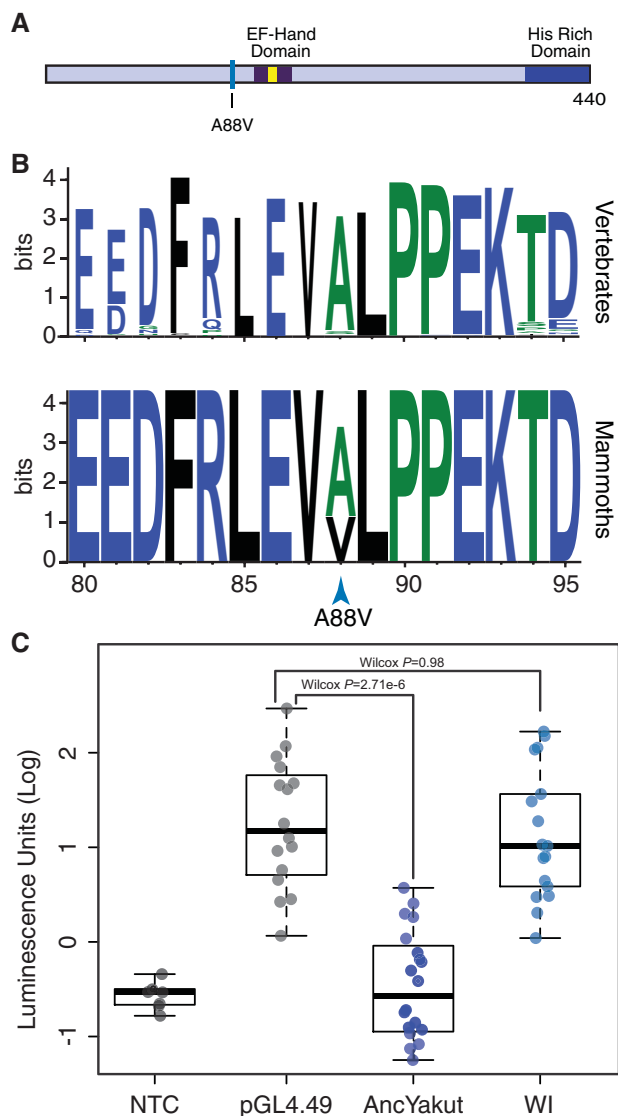 A
EF-Hand
Domain
His Rich
Domain
A88V
440
B
bits
4
3
2
1
0
E E D F R L E V A L P P E K T D
D
Q
Vertebrates
bits
4
3
2
1
0
E E D F R L E V A L P P E K T D
V
Mammoths
80 85 90 95
A88V
C
Wilcox P=0.98
Wilcox P=2.71e-6
Luminescence Units (Log)
2
1
0
-1
NTC pGL4.49 AncYakut WI